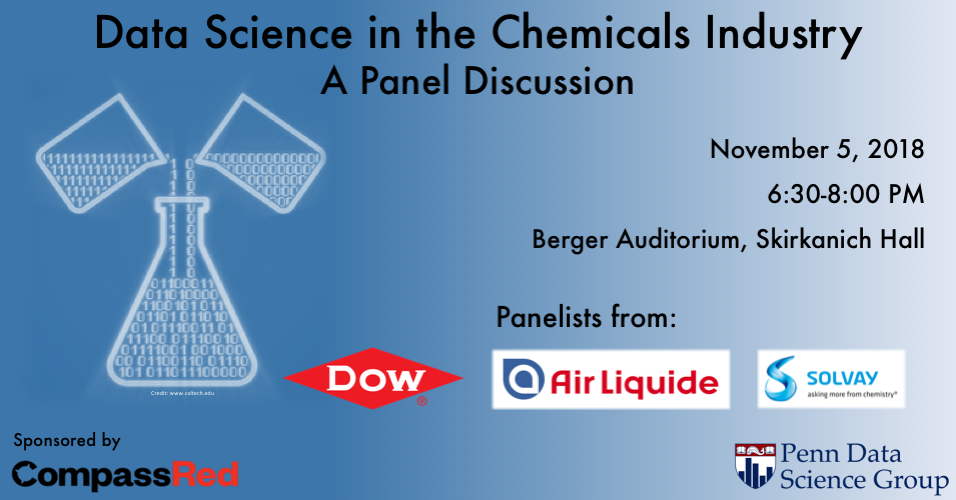 Data Science in the Chemicals Industry
A Panel Discussion
November 5, 2018
6:30-8:00 PM
Berger Auditorium, Skirkanich Hall
Credit: www.caltech.edu
Panelists from:
DOW®
Air Liquide
SOLVAY
asking more from chemistry®
Sponsored by
CompassRed
Penn Data
Science Group